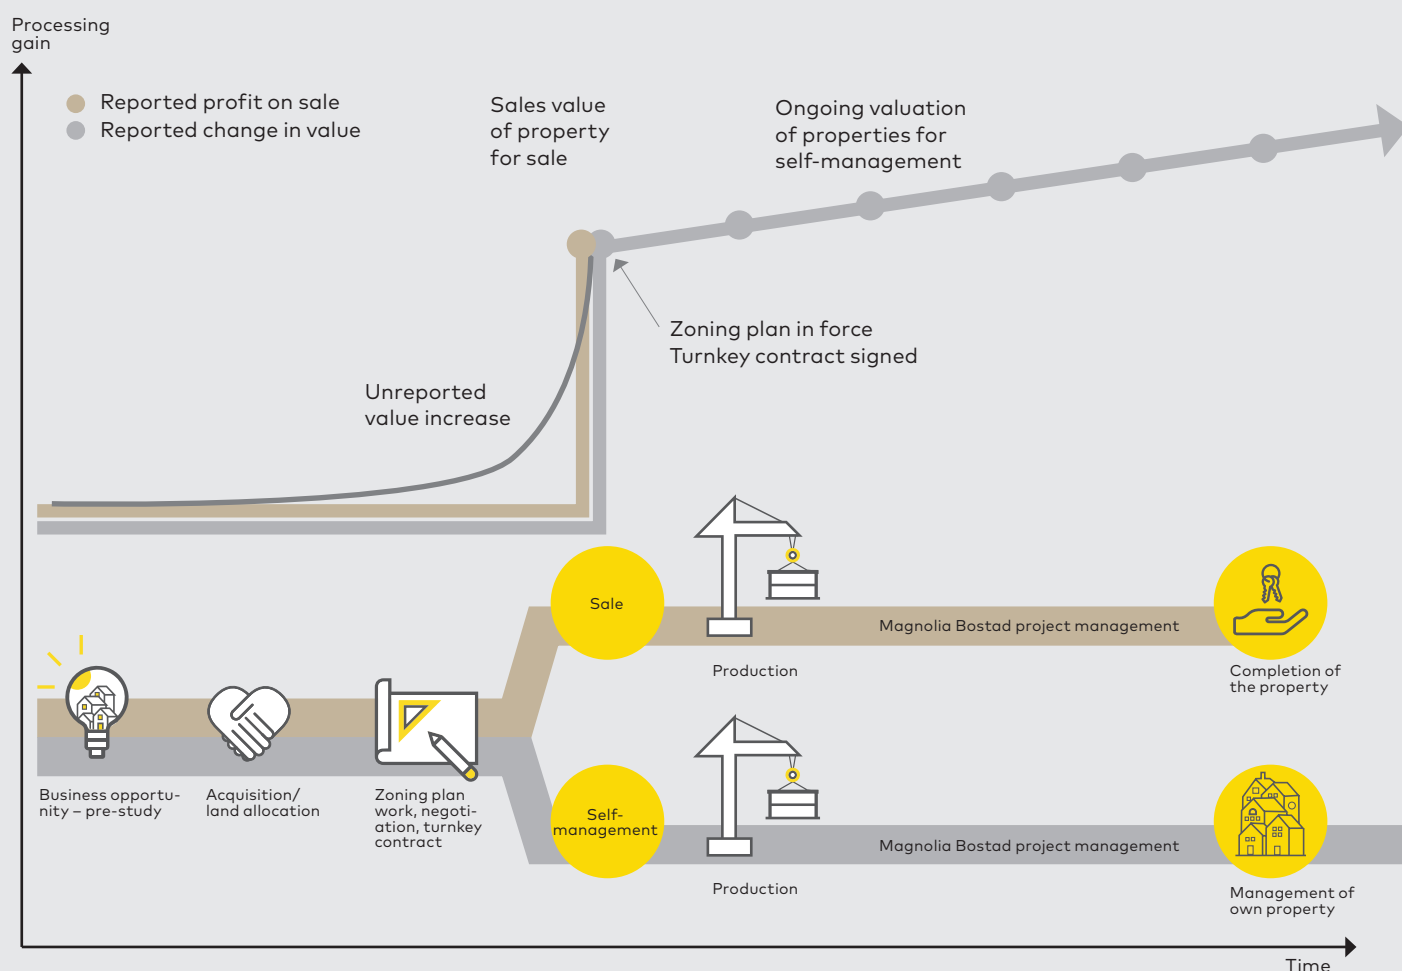 Processing
gain
Reported profit on sale
Reported change in value
Sales value
of property
for sale
Ongoing valuation
of properties for
self-management
Zoning plan in force
Turnkey contract signed
Unreported
value increase
Sale
Magnolia Bostad project management
Production
Completion of
the property
Business opportu-
nity – pre-study
Acquisition/
land allocation
Zoning plan
work, negoti-
ation, turnkey
contract
Self-
management
Magnolia Bostad project management
Production
Management of
own property
Time